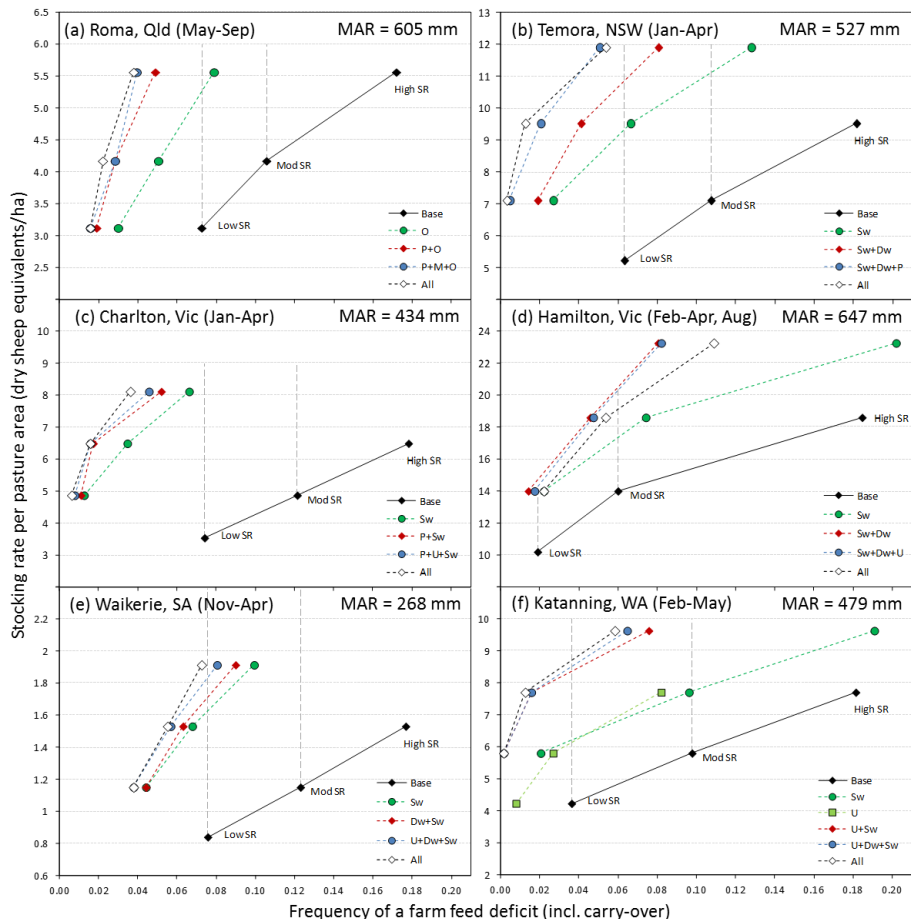 (a) Roma, Qld (May-Sep) MAR = 605 mm
6.5
6.0
5.5
5.0
4.5
4.0
3.5
3.0
2.5
High SR
Mod SR
Low SR
Base
O
P+O
P+M+O
All
(b) Temora, NSW (Jan-Apr) MAR = 527 mm
13
12
11
10
9
8
7
6
5
High SR
Mod SR
Low SR
Base
Sw
Sw+Dw
Sw+Dw+P
All
Stocking rate per pasture area (dry sheep equivalents/ha)
(c) Charlton, Vic (Jan-Apr) MAR = 434 mm
10
9
8
7
6
5
4
3
High SR
Mod SR
Low SR
Base
Sw
P+Sw
P+U+Sw
All
(d) Hamilton, Vic (Feb-Apr, Aug) MAR = 647 mm
24
22
20
18
16
14
12
10
High SR
Mod SR
Low SR
Base
Sw
Sw+Dw
Sw+Dw+U
All
(e) Waikerie, SA (Nov-Apr) MAR = 268 mm
2.2
2
1.8
1.6
1.4
1.2
1
0.8
0.6
High SR
Mod SR
Low SR
Base
Sw
Dw+Sw
U+Dw+Sw
All
0.00 0.02 0.04 0.06 0.08 0.10 0.12 0.14 0.16 0.18 0.20
(f) Katanning, WA (Feb-May) MAR = 479 mm
10
9
8
7
6
5
4
3
2
High SR
Mod SR
Low SR
Base
Sw
U
U+Sw
U+Dw+Sw
All
0.00 0.02 0.04 0.06 0.08 0.10 0.12 0.14 0.16 0.18 0.20
Frequency of a farm feed deficit (incl. carry-over)